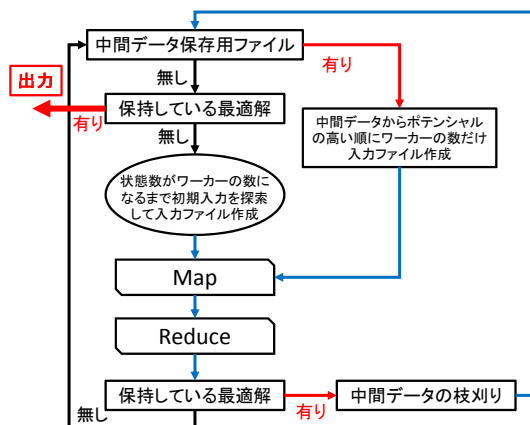 中間データ保存用ファイル
有り
無し
出力
有り
保持している最適解
無し
中間データからポテンシャル
の高い順にワーカーの数だけ
入力ファイル作成
状態数がワーカーの数に
なるまで初期入力を探索
して入力ファイル作成
Map
Reduce
保持している最適解
有り
中間データの枝刈り
無し